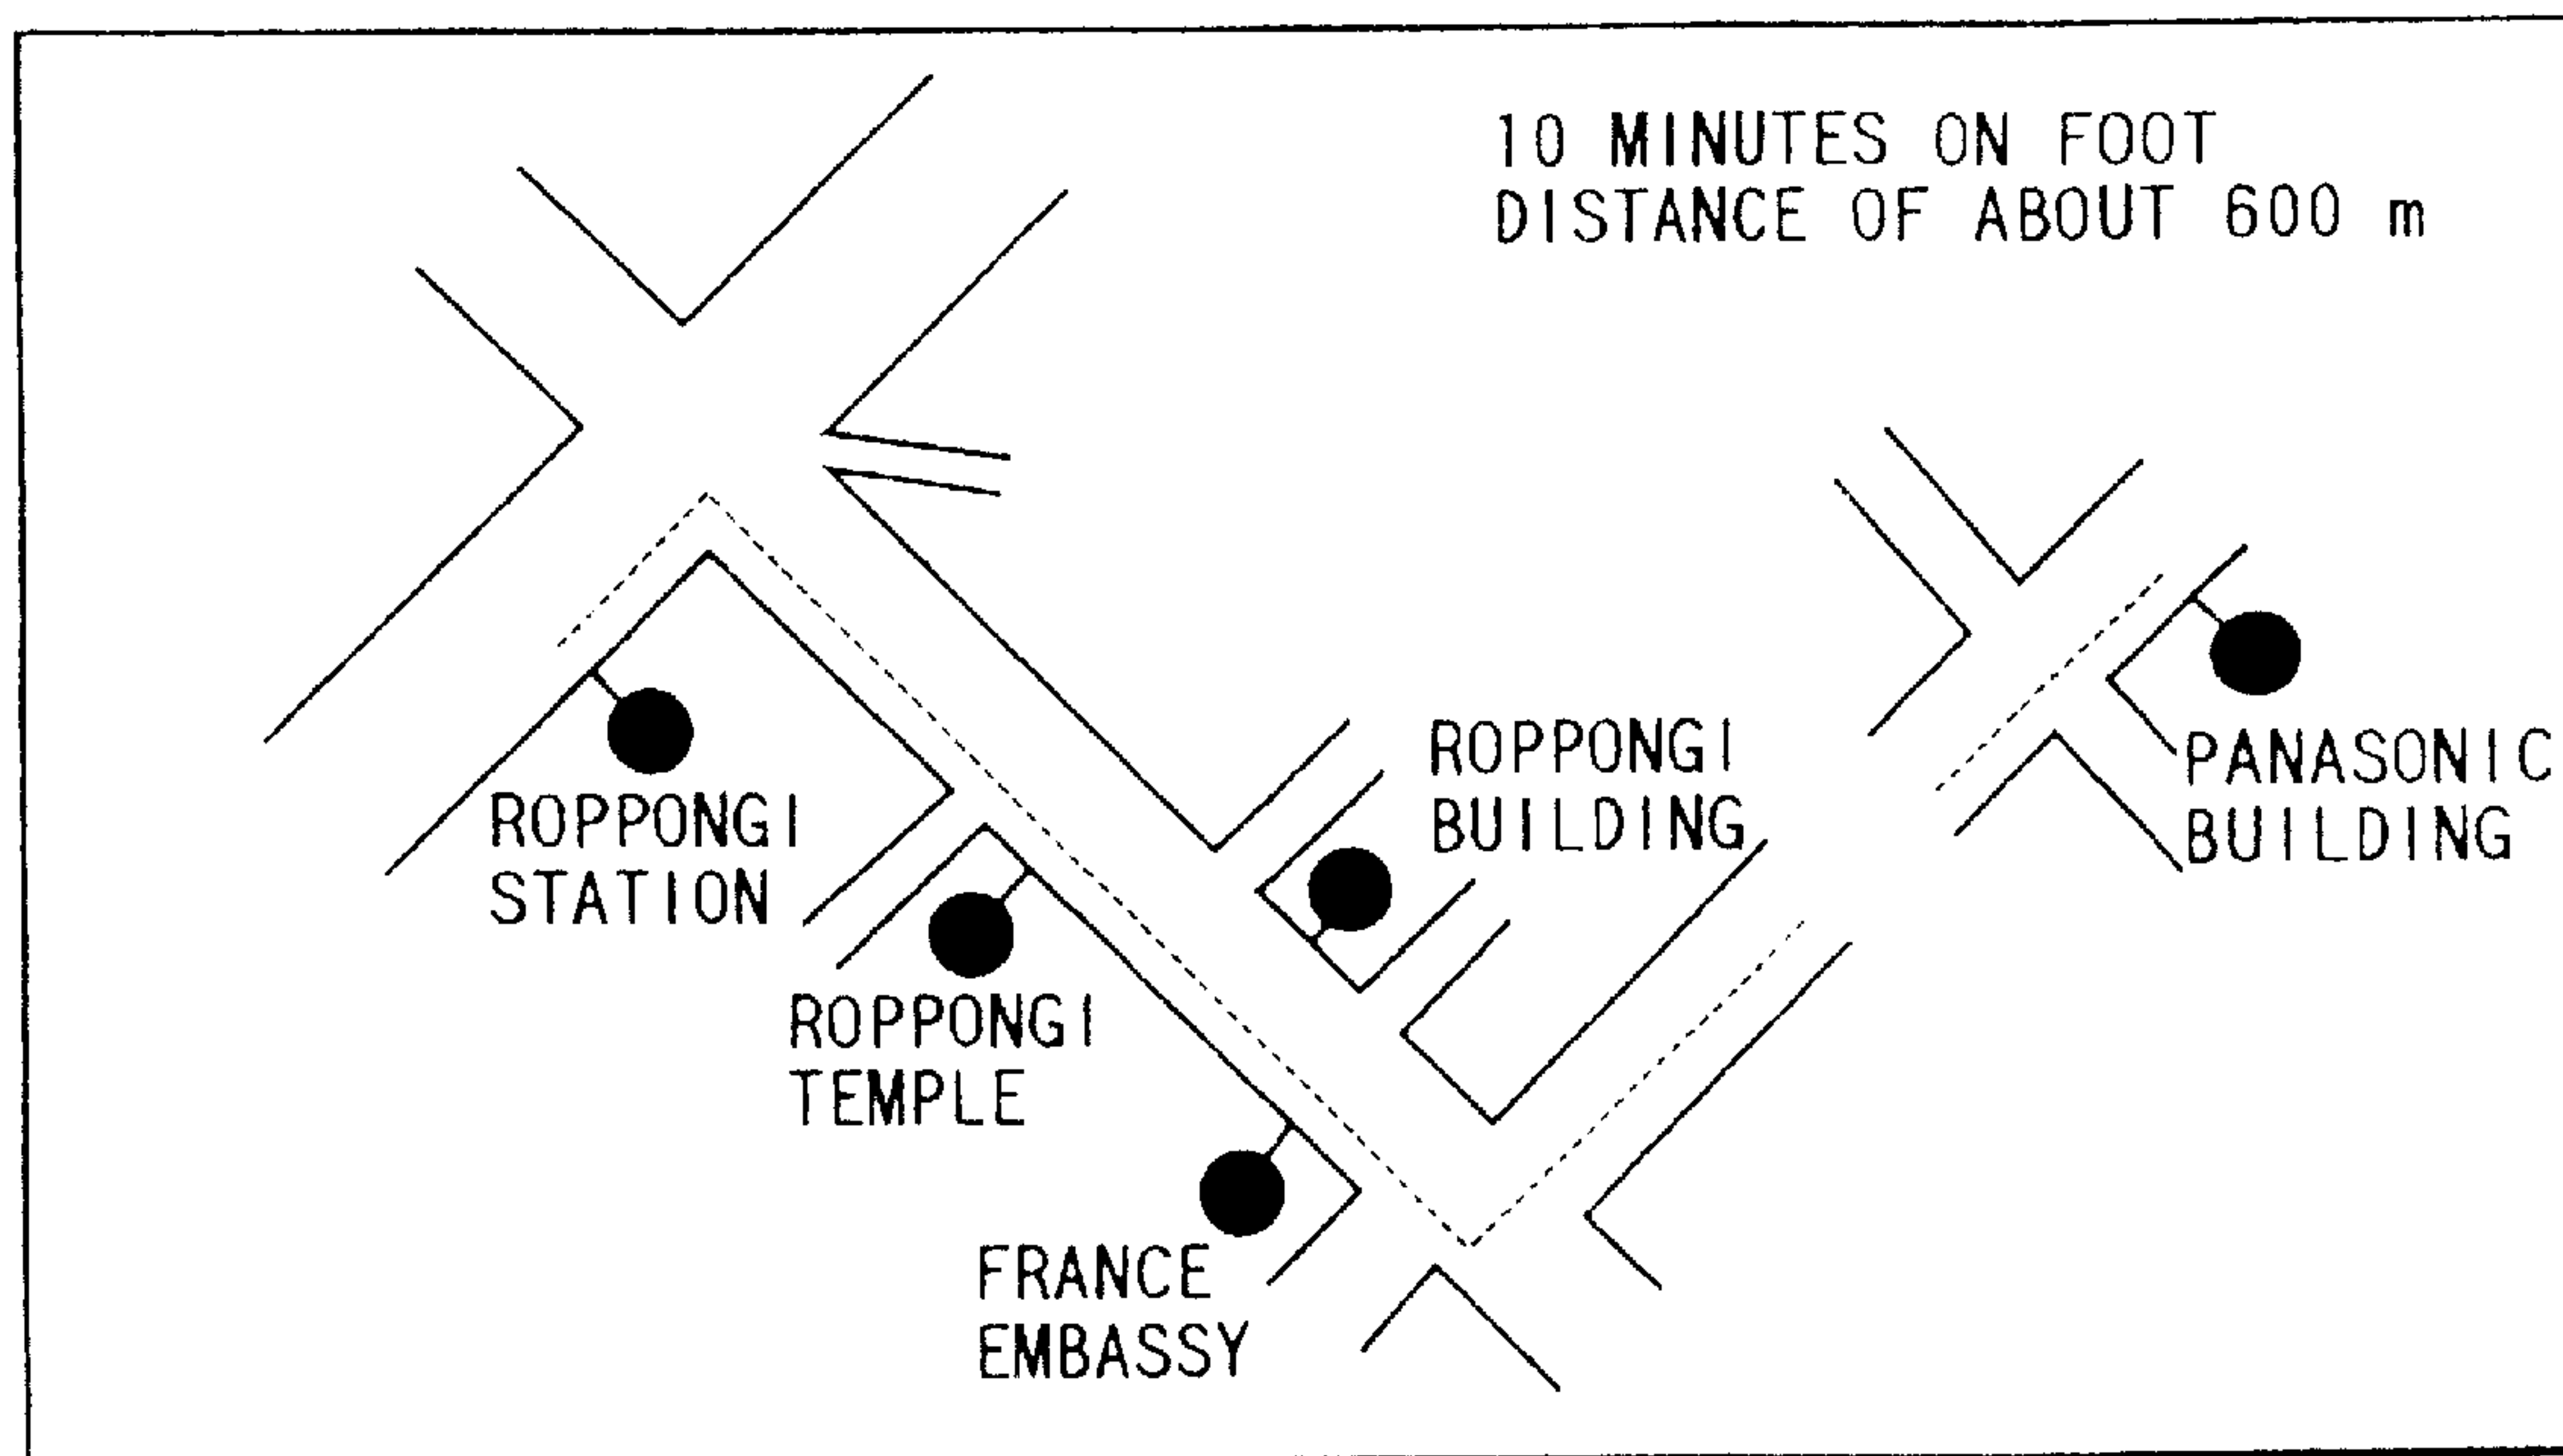 10 MINUTES ON FOOT
DISTANCE OF ABOUT 600 m
ROPPONGI
STATION
ROPPONGI
BUILDING
PANASONIC
BUILDING
ROPPONGI
TEMPLE
FRANCE
EMBASSY